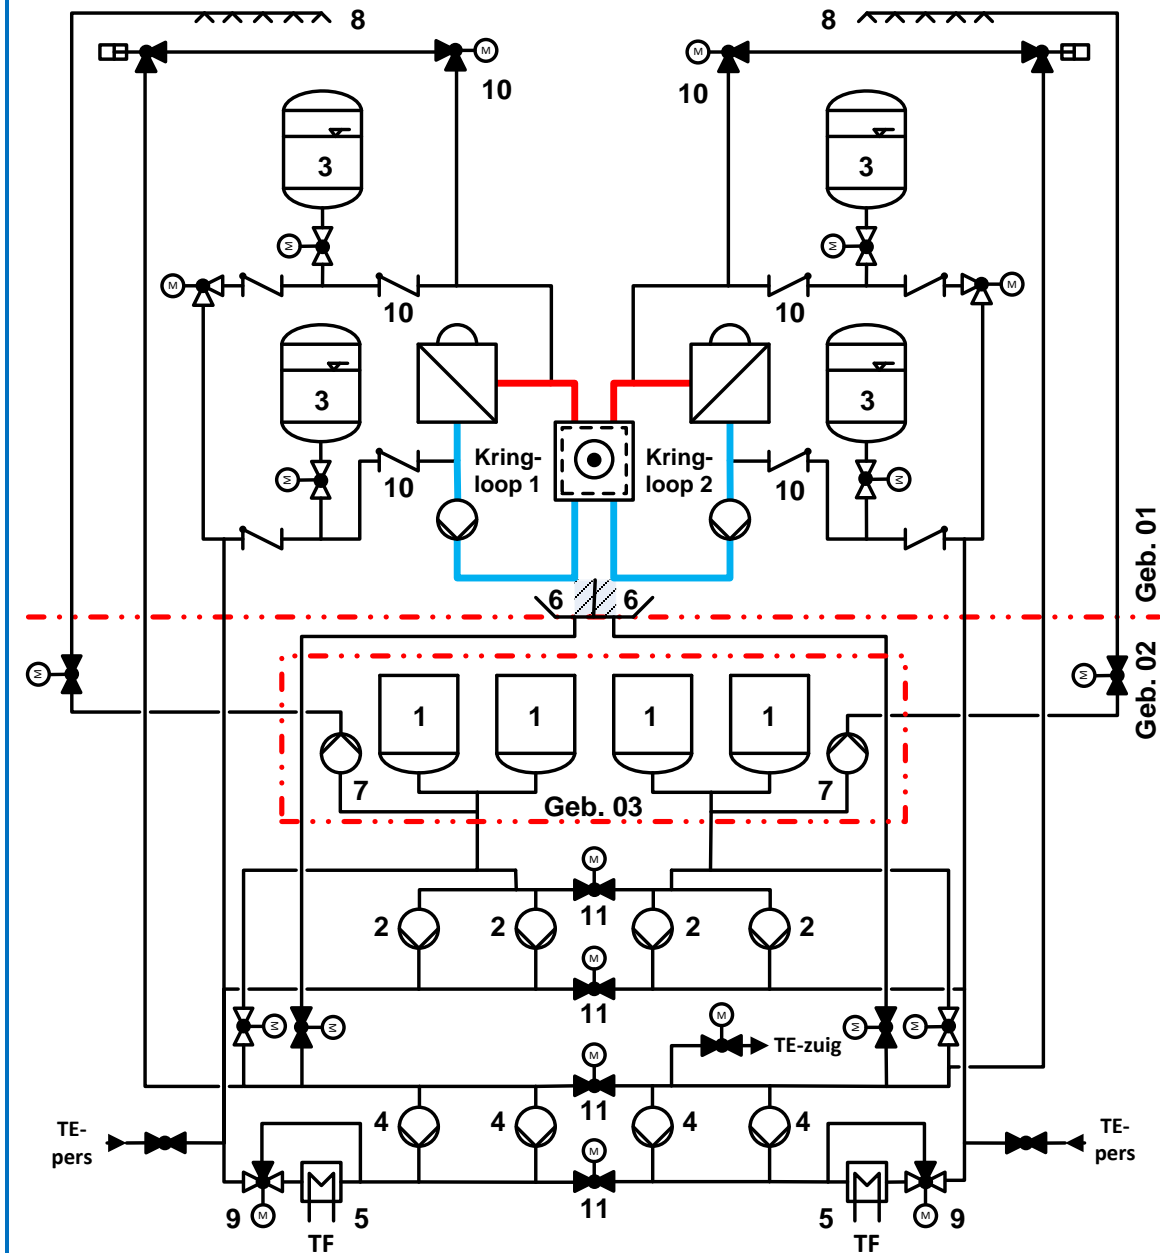 8 8
M M
10 10
3 3
M M
M M
10 10
3 3
Kring-
loop 1
Kring-
loop 2
M M
10 10
Geb. 01
6 6
Geb. 02
M M
1 1 1 1
7 7
Geb. 03
M
11
2 2 2 2
M
11
M M M M
M
TE-zuig
M
11
4 4 4 4
TE-
pers
TE-
pers
M
11
9 M 5 5 M 9
TF TF